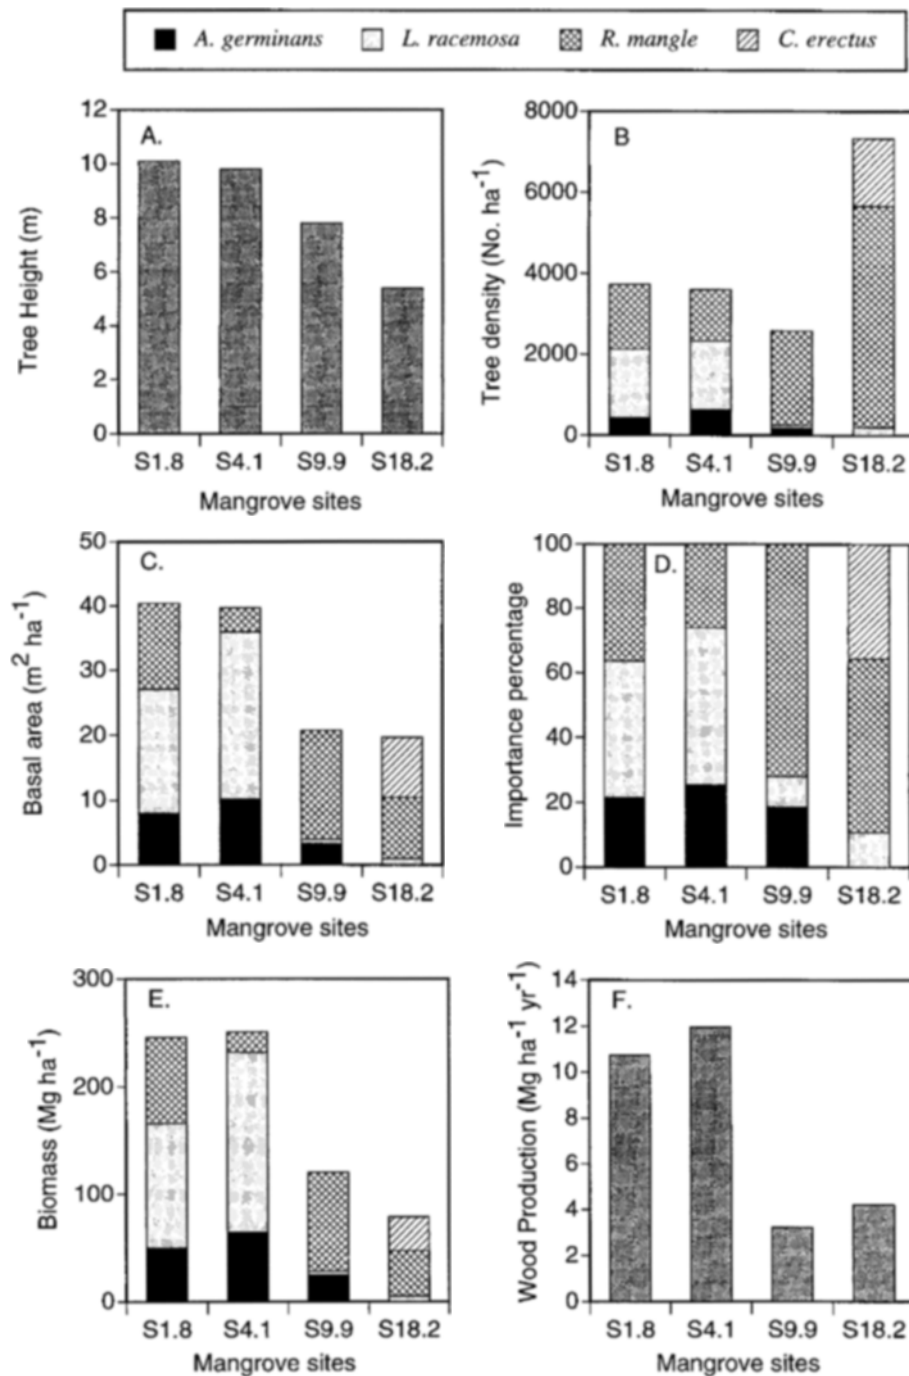 A. germinans L. racemosa R. mangle C. erectus
A.
Tree Height (m)
12
10
8
6
4
2
0
S1.8 S4.1 S9.9 S18.2
Mangrove sites
B
Tree density (No. ha⁻¹)
8000
6000
4000
2000
0
S1.8 S4.1 S9.9 S18.2
Mangrove sites
C.
Basal area (m² ha⁻¹)
50
40
30
20
10
0
S1.8 S4.1 S9.9 S18.2
Mangrove sites
D.
Importance percentage
100
80
60
40
20
0
S1.8 S4.1 S9.9 S18.2
Mangrove sites
E.
Biomass (Mg ha⁻¹)
300
200
100
0
S1.8 S4.1 S9.9 S18.2
Mangrove sites
F.
Wood Production (Mg ha⁻¹ yr⁻¹)
14
12
10
8
6
4
2
0
S1.8 S4.1 S9.9 S18.2
Mangrove sites